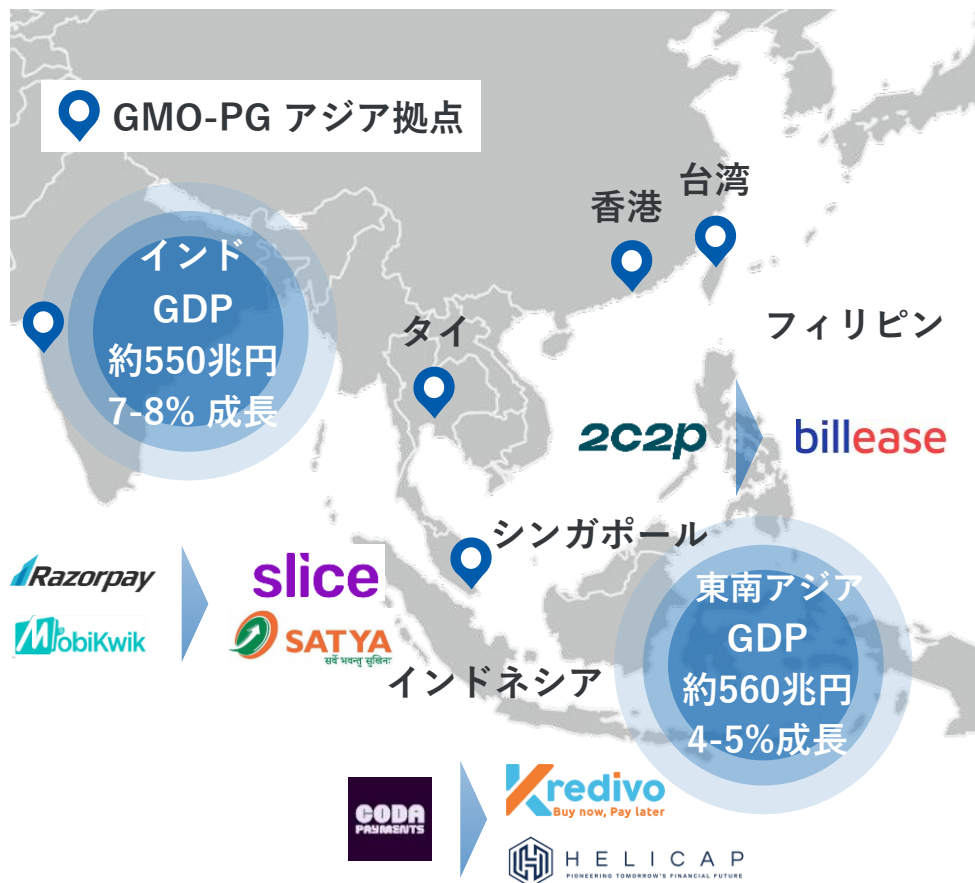 GMO-PG アジア拠点
台湾
香港
インド
GDP
約550兆円
7-8% 成長
タイ
フィリピン
2c2p
billease
シンガポール
Razorpay
MobiKwik
slice
SATYA
सर्वे भवन्तु सुखिनः
東南アジア
GDP
約560兆円
4-5%成長
インドネシア
CODA
PAYMENTS
Kredivo
Buy now, Pay later
HELICAP
PIONEERING TOMORROW'S FINANCIAL FUTURE